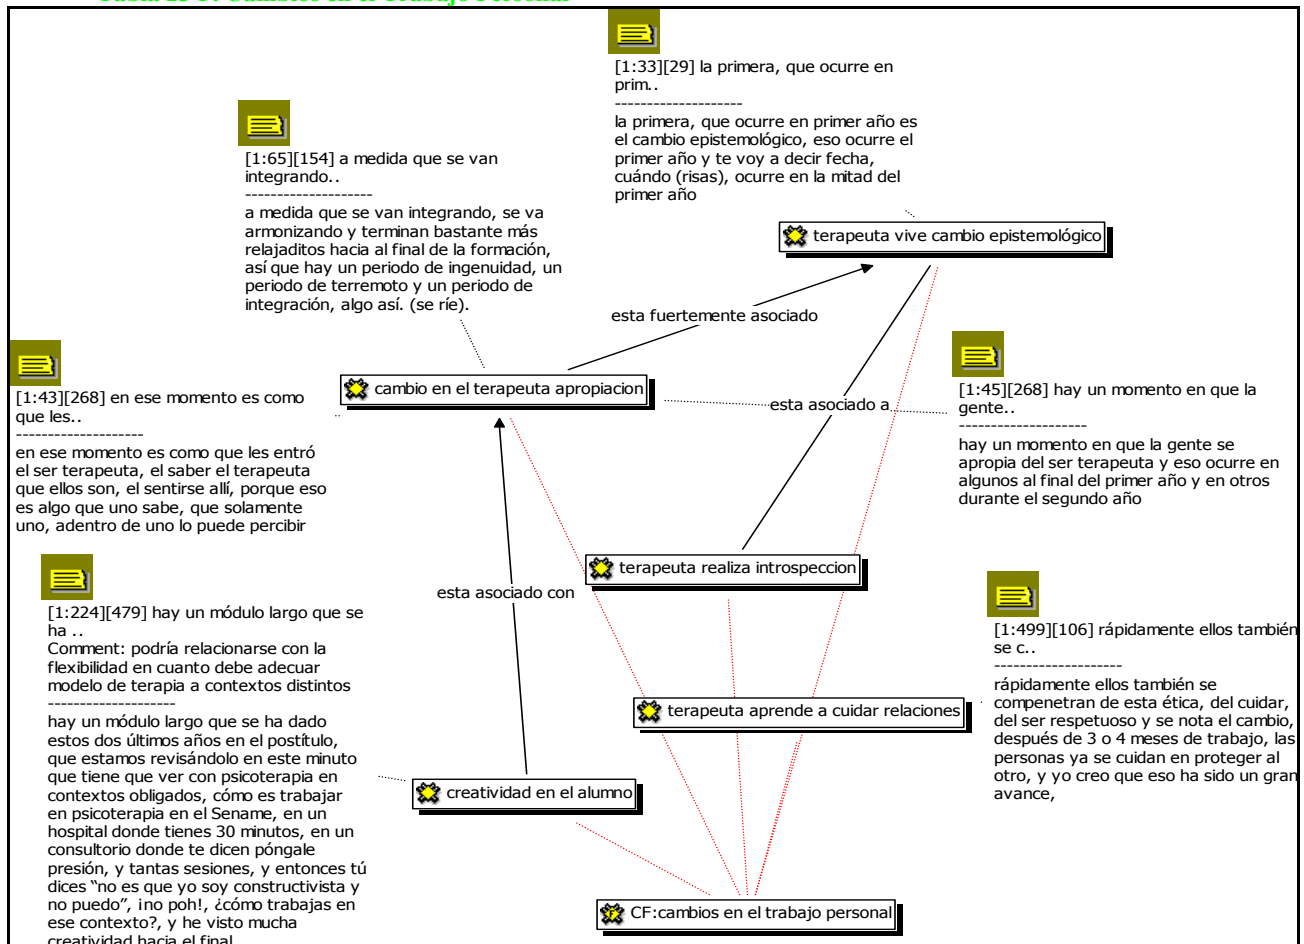 [1:33][29] la primera, que ocurre en
prim..
--------------------
la primera, que ocurre en primer año es
el cambio epistemológico, eso ocurre el
primer año y te voy a decir fecha,
cuándo (risas), ocurre en la mitad del
primer año
[1:65][154] a medida que se van
integrando..
--------------------
a medida que se van integrando, se va
armonizando y terminan bastante más
relajaditos hacia al final de la formación,
así que hay un periodo de ingenuidad, un
periodo de terremoto y un periodo de
integración, algo así. (se ríe).
terapeuta vive cambio epistemológico
esta fuertemente asociado
cambio en el terapeuta apropiacion
esta asociado a
[1:43][268] en ese momento es como
que les..
--------------------
en ese momento es como que les entró
el ser terapeuta, el saber el terapeuta
que ellos son, el sentirse allí, porque eso
es algo que uno sabe, que solamente
uno, adentro de uno lo puede percibir
[1:45][268] hay un momento en que la
gente..
--------------------
hay un momento en que la gente se
apropia del ser terapeuta y eso ocurre en
algunos al final del primer año y en otros
durante el segundo año
terapeuta realiza introspeccion
esta asociado con
[1:224][479] hay un módulo largo que se
ha ..
Comment: podría relacionarse con la
flexibilidad en cuanto debe adecuar
modelo de terapia a contextos distintos
--------------------
hay un módulo largo que se ha dado
estos dos últimos años en el postítulo,
que estamos revisándolo en este minuto
que tiene que ver con psicoterapia en
contextos obligados, cómo es trabajar
en psicoterapia en el Sename, en un
hospital donde tienes 30 minutos, en un
consultorio donde te dicen póngale
presión, y tantas sesiones, y entonces tú
dices “no es que yo soy constructivista y
no puedo”, ¡no poh!, ¿cómo trabajas en
ese contexto?, y he visto mucha
creatividad hacia el final
[1:499][106] rápidamente ellos también
se c..
--------------------
rápidamente ellos también se
compenetran de esta ética, del cuidar,
del ser respetuoso y se nota el cambio,
después de 3 o 4 meses de trabajo, las
personas ya se cuidan en proteger al
otro, y yo creo que eso ha sido un gran
avance,
terapeuta aprende a cuidar relaciones
creatividad en el alumno
CF:cambios en el trabajo personal